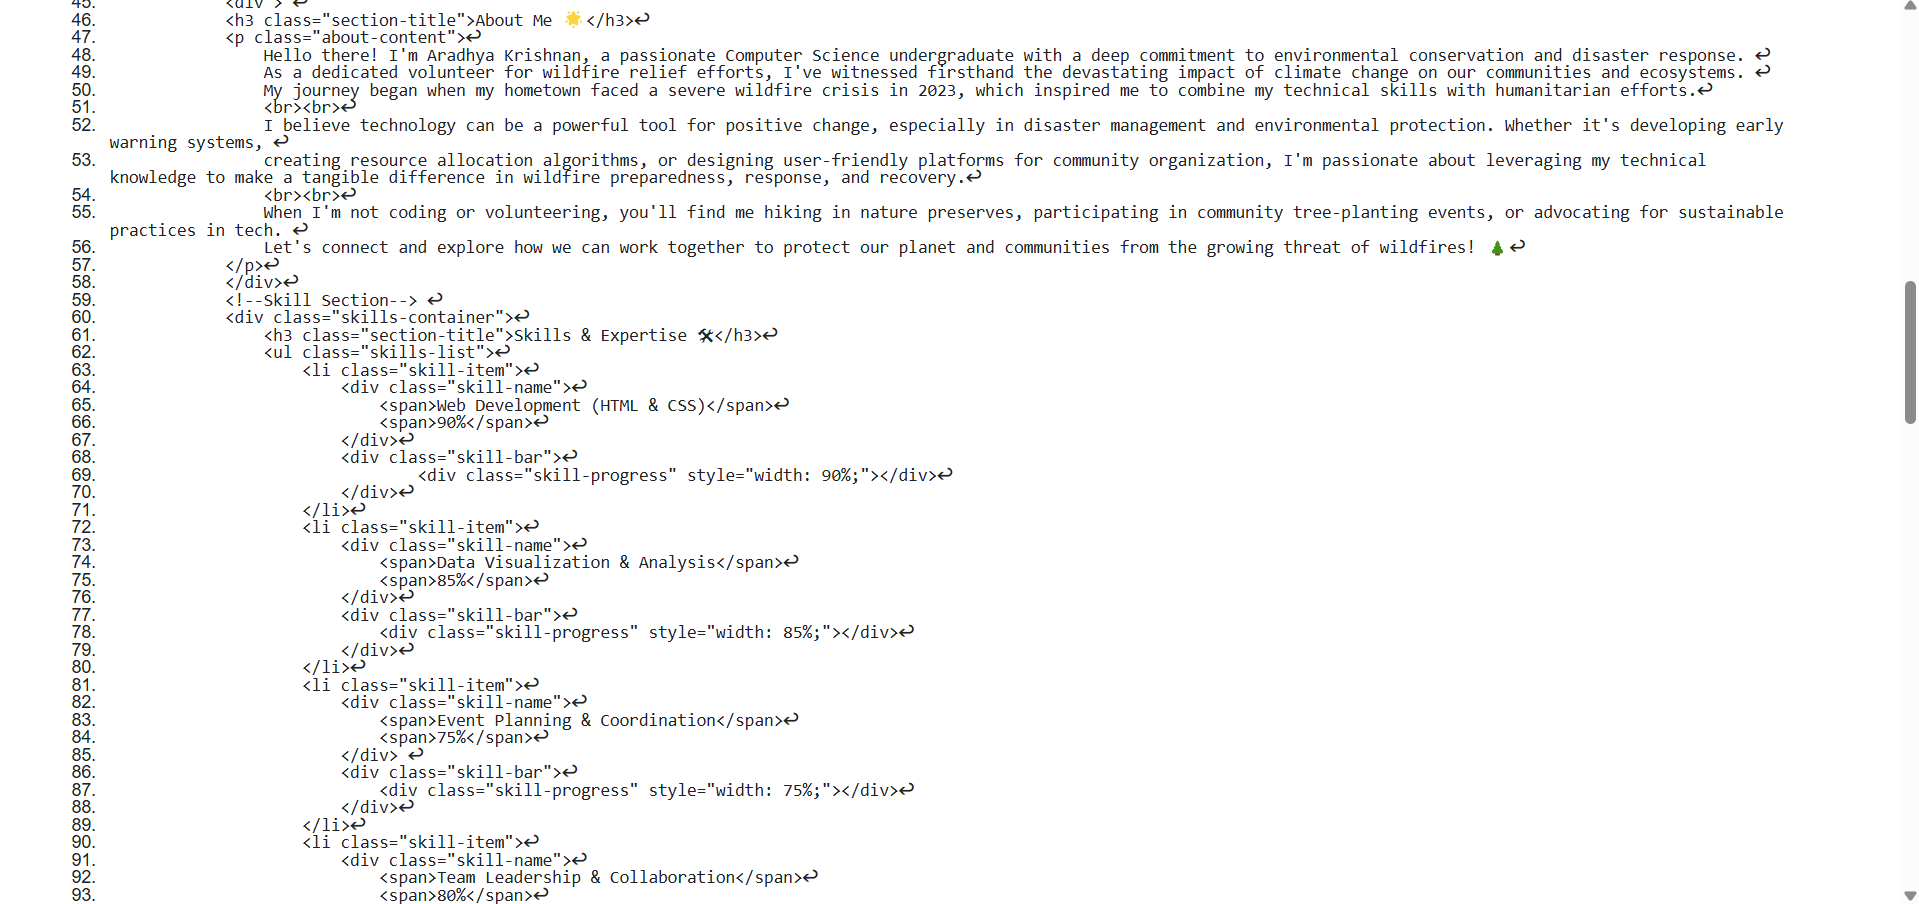 45. <div > ↩
46. <h3 class="section-title">About Me 🌟</h3>↩
47. <p class="about-content">↩
48. Hello there! I'm Aradhya Krishnan, a passionate Computer Science undergraduate with a deep commitment to environmental conservation and disaster response. ↩
49. As a dedicated volunteer for wildfire relief efforts, I've witnessed firsthand the devastating impact of climate change on our communities and ecosystems. ↩
50. My journey began when my hometown faced a severe wildfire crisis in 2023, which inspired me to combine my technical skills with humanitarian efforts.↩
51. <br><br>↩
52. I believe technology can be a powerful tool for positive change, especially in disaster management and environmental protection. Whether it's developing early
warning systems, ↩
53. creating resource allocation algorithms, or designing user-friendly platforms for community organization, I'm passionate about leveraging my technical
knowledge to make a tangible difference in wildfire preparedness, response, and recovery.↩
54. <br><br>↩
55. When I'm not coding or volunteering, you'll find me hiking in nature preserves, participating in community tree-planting events, or advocating for sustainable
practices in tech. ↩
56. Let's connect and explore how we can work together to protect our planet and communities from the growing threat of wildfires! 🌲↩
57. </p>↩
58. </div>↩
59. <!--Skill Section--> ↩
60. <div class="skills-container">↩
61. <h3 class="section-title">Skills & Expertise 🛠</h3>↩
62. <ul class="skills-list">↩
63. <li class="skill-item">↩
64. <div class="skill-name">↩
65. <span>Web Development (HTML & CSS)</span>↩
66. <span>90%</span>↩
67. </div>↩
68. <div class="skill-bar">↩
69. <div class="skill-progress" style="width: 90%;"></div>↩
70. </div>↩
71. </li>↩
72. <li class="skill-item">↩
73. <div class="skill-name">↩
74. <span>Data Visualization & Analysis</span>↩
75. <span>85%</span>↩
76. </div>↩
77. <div class="skill-bar">↩
78. <div class="skill-progress" style="width: 85%;"></div>↩
79. </div>↩
80. </li>↩
81. <li class="skill-item">↩
82. <div class="skill-name">↩
83. <span>Event Planning & Coordination</span>↩
84. <span>75%</span>↩
85. </div> ↩
86. <div class="skill-bar">↩
87. <div class="skill-progress" style="width: 75%;"></div>↩
88. </div>↩
89. </li>↩
90. <li class="skill-item">↩
91. <div class="skill-name">↩
92. <span>Team Leadership & Collaboration</span>↩
93. <span>80%</span>↩